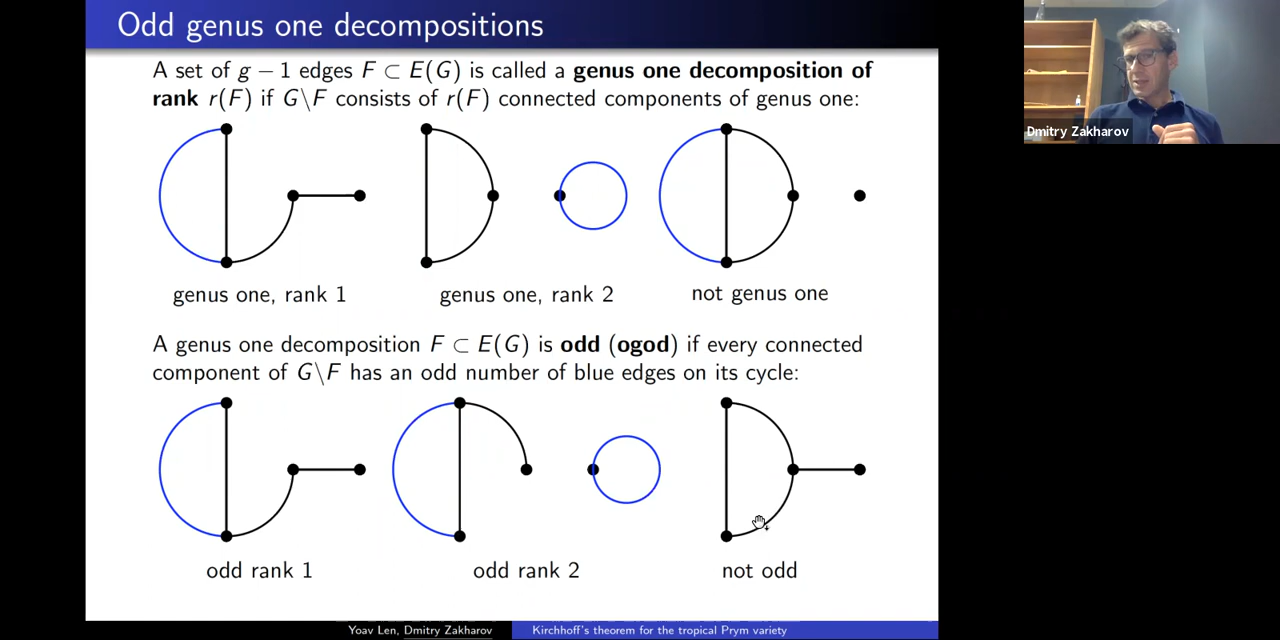 Odd genus one decompositions
A set of g − 1 edges F ⊂ E(G) is called a genus one decomposition of
rank r(F) if G\F consists of r(F) connected components of genus one:
genus one, rank 1
genus one, rank 2
not genus one
A genus one decomposition F ⊂ E(G) is odd (ogod) if every connected
component of G\F has an odd number of blue edges on its cycle:
odd rank 1
odd rank 2
not odd
Yoav Len, Dmitry Zakharov
Kirchhoff's theorem for the tropical Prym variety
Dmitry Zakharov